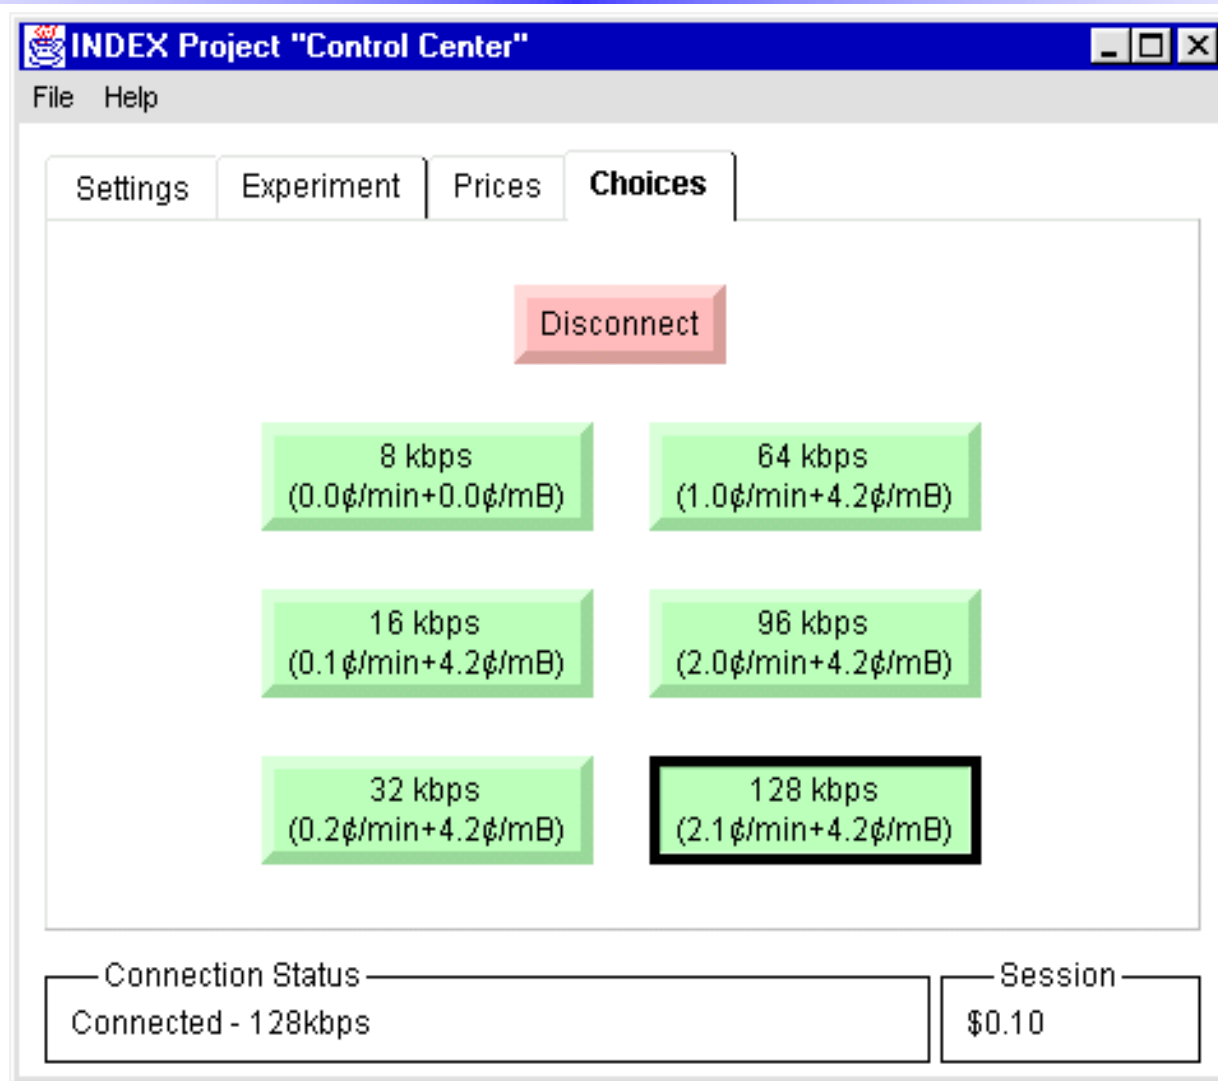 INDEX Project "Control Center"
File Help
Settings Experiment Prices Choices
Disconnect
8 kbps
(0.0¢/min+0.0¢/mB)
64 kbps
(1.0¢/min+4.2¢/mB)
16 kbps
(0.1¢/min+4.2¢/mB)
96 kbps
(2.0¢/min+4.2¢/mB)
32 kbps
(0.2¢/min+4.2¢/mB)
128 kbps
(2.1¢/min+4.2¢/mB)
Connection Status
Connected - 128kbps
Session
$0.10